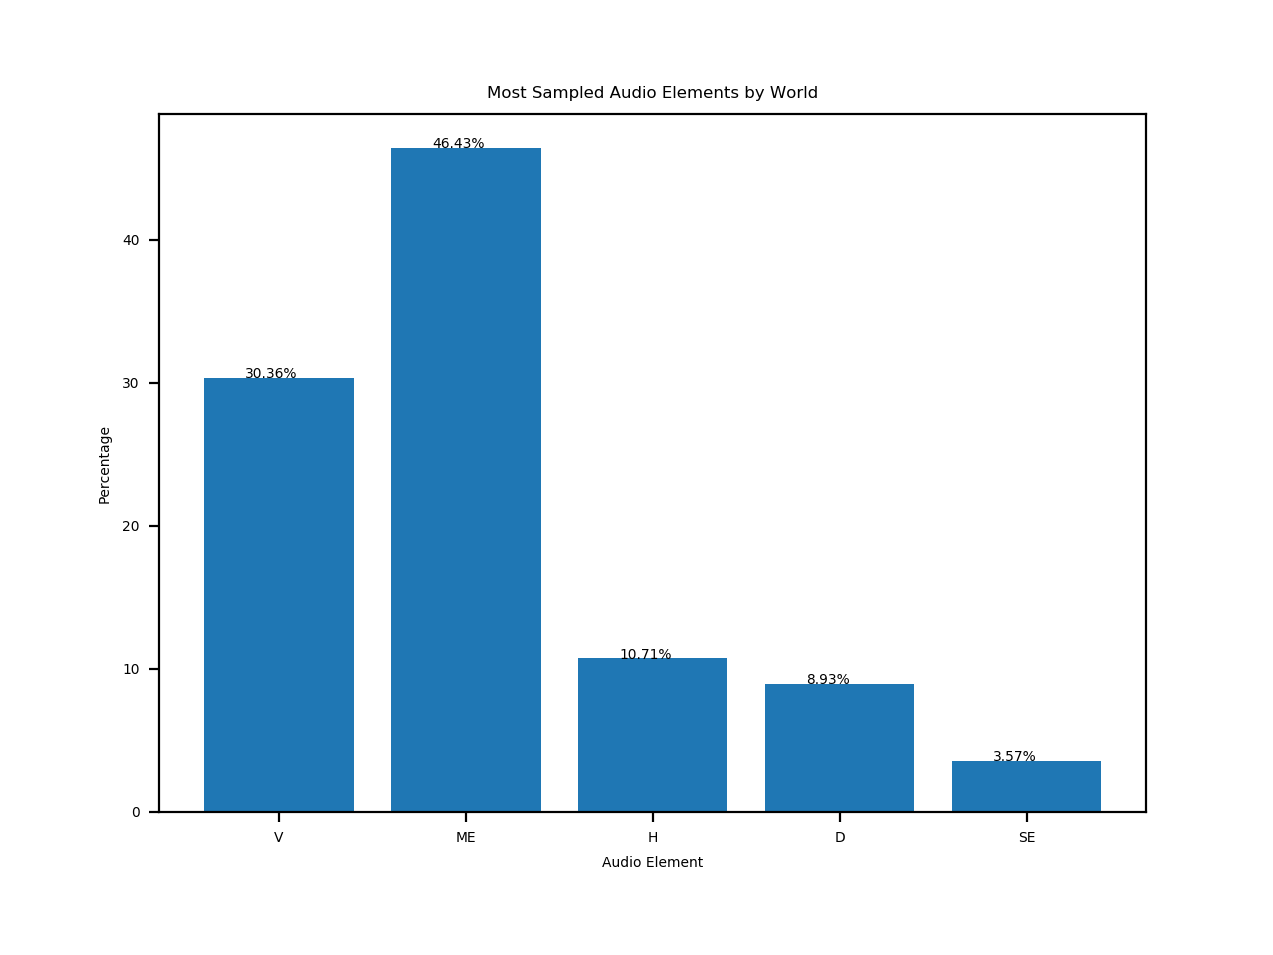 Most Sampled Audio Elements by World
46.43%
40
30.36%
30
Percentage
20
10.71%
10
8.93%
3.57%
0
V ME H D SE
Audio Element